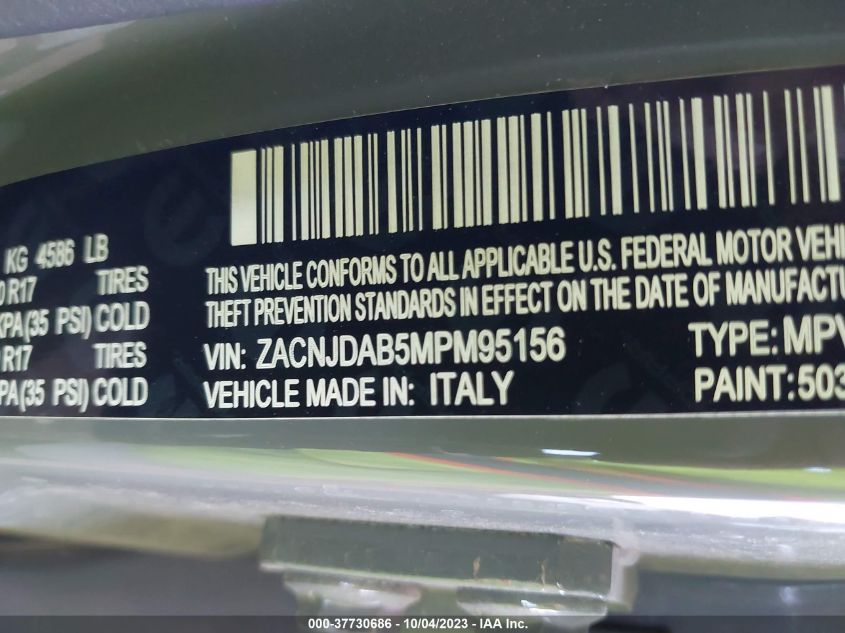 KG 4586 LB
R17 TIRES
KPA(35 PSI) COLD
R17 TIRES
PA(35 PSI) COLD
THIS VEHICLE CONFORMS TO ALL APPLICABLE U.S. FEDERAL MOTOR VEHI
THEFT PREVENTION STANDARDS IN EFFECT ON THE DATE OF MANUFACTU
VIN: ZACNJDAB5MPM95156 TYPE: MPV
VEHICLE MADE IN: ITALY PAINT: 503
000-37730686 - 10/04/2023 - IAA Inc.